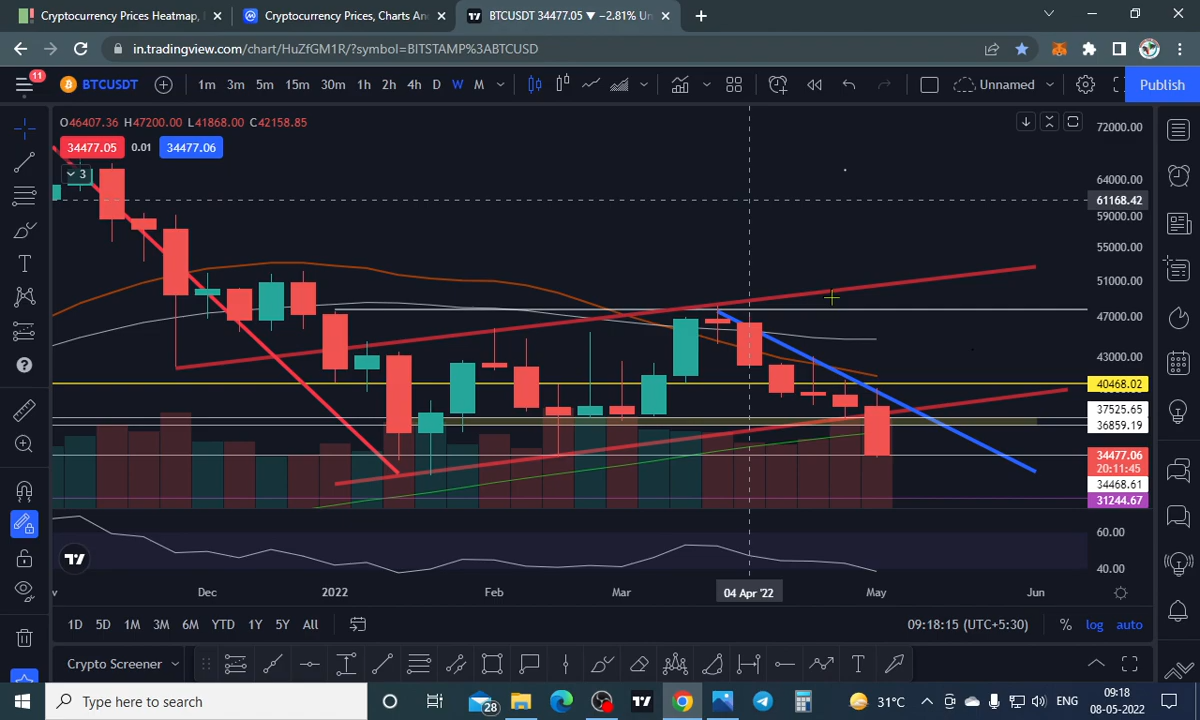 Cryptocurrency Prices Heatmap,
Cryptocurrency Prices, Charts An
BTCUSDT 34477.05 ▼ −2.81% Un
in.tradingview.com/chart/HuZfGM1R/?symbol=BITSTAMP%3ABTCUSD
11
BTCUSDT 1m 3m 5m 15m 30m 1h 2h 4h D W M Unnamed Publish
O46407.36 H47200.00 L41868.00 C42158.85
34477.05 0.01 34477.06
3
72000.00
64000.00
61168.42
59000.00
55000.00
51000.00
47000.00
43000.00
40468.02
37525.65
36859.19
34477.06
20:11:45
34468.61
31244.67
60.00
40.00
Dec 2022 Feb Mar 04 Apr '22 May Jun
1D 5D 1M 3M 6M YTD 1Y 5Y All 09:18:15 (UTC+5:30) % log auto
Crypto Screener
Type here to search
28
31°C ENG
09:18
08-05-2022